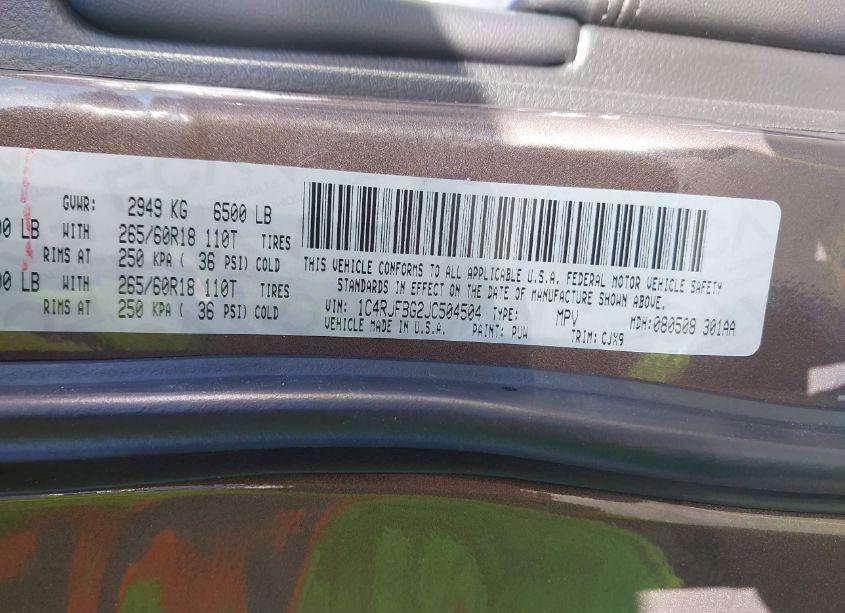 GVWR: 2949 KG 6500 LB
00 LB WITH 265/60R18 110T TIRES
RIMS AT 250 KPA ( 36 PSI) COLD
00 LB WITH 265/60R18 110T TIRES
RIMS AT 250 KPA ( 36 PSI) COLD
THIS VEHICLE CONFORMS TO ALL APPLICABLE U.S.A. FEDERAL MOTOR VEHICLE SAFETY
STANDARDS IN EFFECT ON THE DATE OF MANUFACTURE SHOWN ABOVE.
VIN: 1C4RJFBG2JC504504 TYPE: MPV MDH: 080508 301AA
VEHICLE MADE IN U.S.A. PAINT: PUW TRIM: CJX9